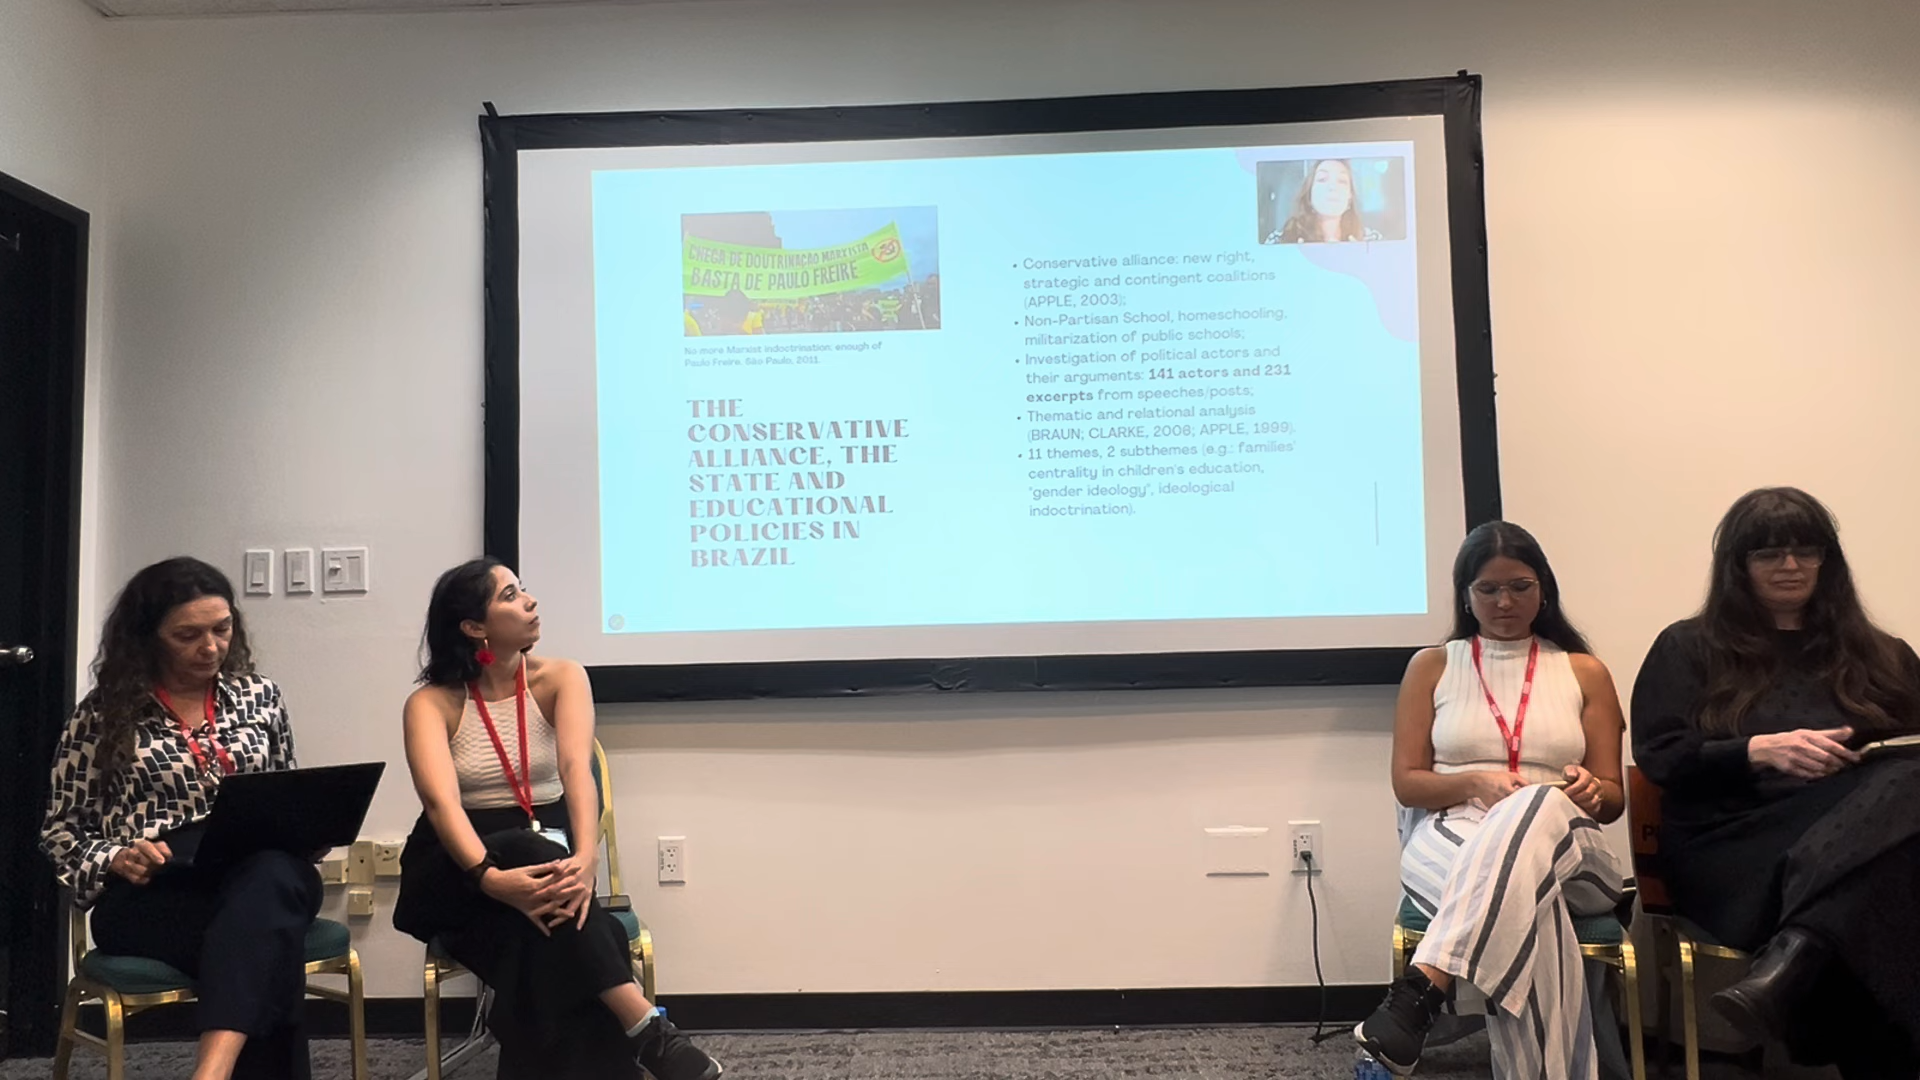 CHEGA DE DOUTRINAÇÃO MARXISTA
BASTA DE PAULO FREIRE
No more Marxist indoctrination, enough of
Paulo Freire. São Paulo, 2011.
THE
CONSERVATIVE
ALLIANCE, THE
STATE AND
EDUCATIONAL
POLICIES IN
BRAZIL
• Conservative alliance: new right,
strategic and contingent coalitions
(APPLE, 2003);
• Non-Partisan School, homeschooling,
militarization of public schools;
• Investigation of political actors and
their arguments: 141 actors and 231
excerpts from speeches/posts;
• Thematic and relational analysis
(BRAUN; CLARKE, 2006; APPLE, 1999).
• 11 themes, 2 subthemes (e.g.: families'
centrality in children's education,
"gender ideology", ideological
indoctrination).